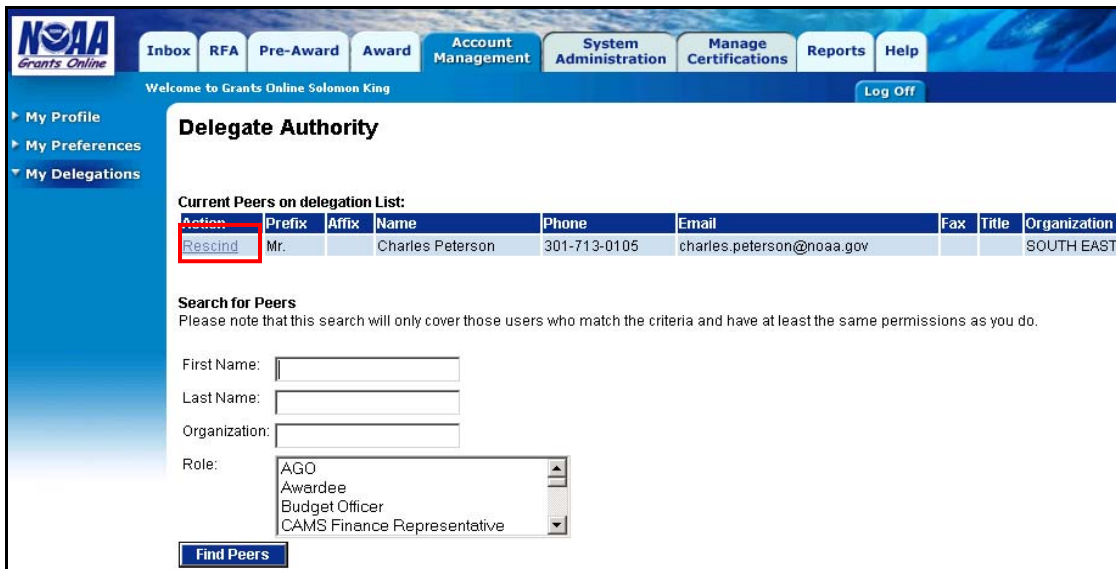 NOAA
Grants Online
Inbox RFA Pre-Award Award Account Management System Administration Manage Certifications Reports Help
Welcome to Grants Online Solomon King Log Off
My Profile
My Preferences
My Delegations
Delegate Authority
Current Peers on delegation List:
Action Prefix Affix Name Phone Email Fax Title Organization
Rescind Mr. Charles Peterson 301-713-0105 charles.peterson@noaa.gov SOUTH EAST
Search for Peers
Please note that this search will only cover those users who match the criteria and have at least the same permissions as you do.
First Name:
Last Name:
Organization:
Role:
AGO
Awardee
Budget Officer
CAMS Finance Representative
Find Peers